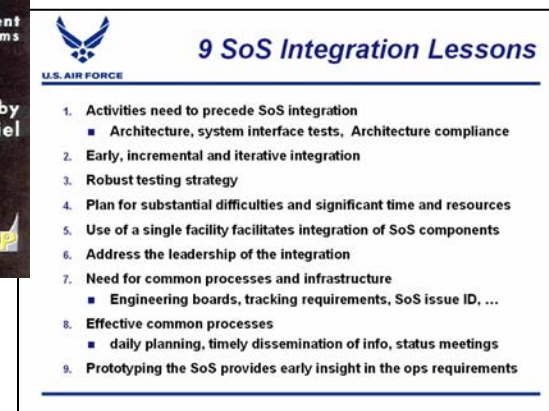 ent
ms
by
iel
P
U.S. AIR FORCE
9 SoS Integration Lessons
1. Activities need to precede SoS integration
■ Architecture, system interface tests, Architecture compliance
2. Early, incremental and iterative integration
3. Robust testing strategy
4. Plan for substantial difficulties and significant time and resources
5. Use of a single facility facilitates integration of SoS components
6. Address the leadership of the integration
7. Need for common processes and infrastructure
■ Engineering boards, tracking requirements, SoS issue ID, ...
8. Effective common processes
■ daily planning, timely dissemination of info, status meetings
9. Prototyping the SoS provides early insight in the ops requirements